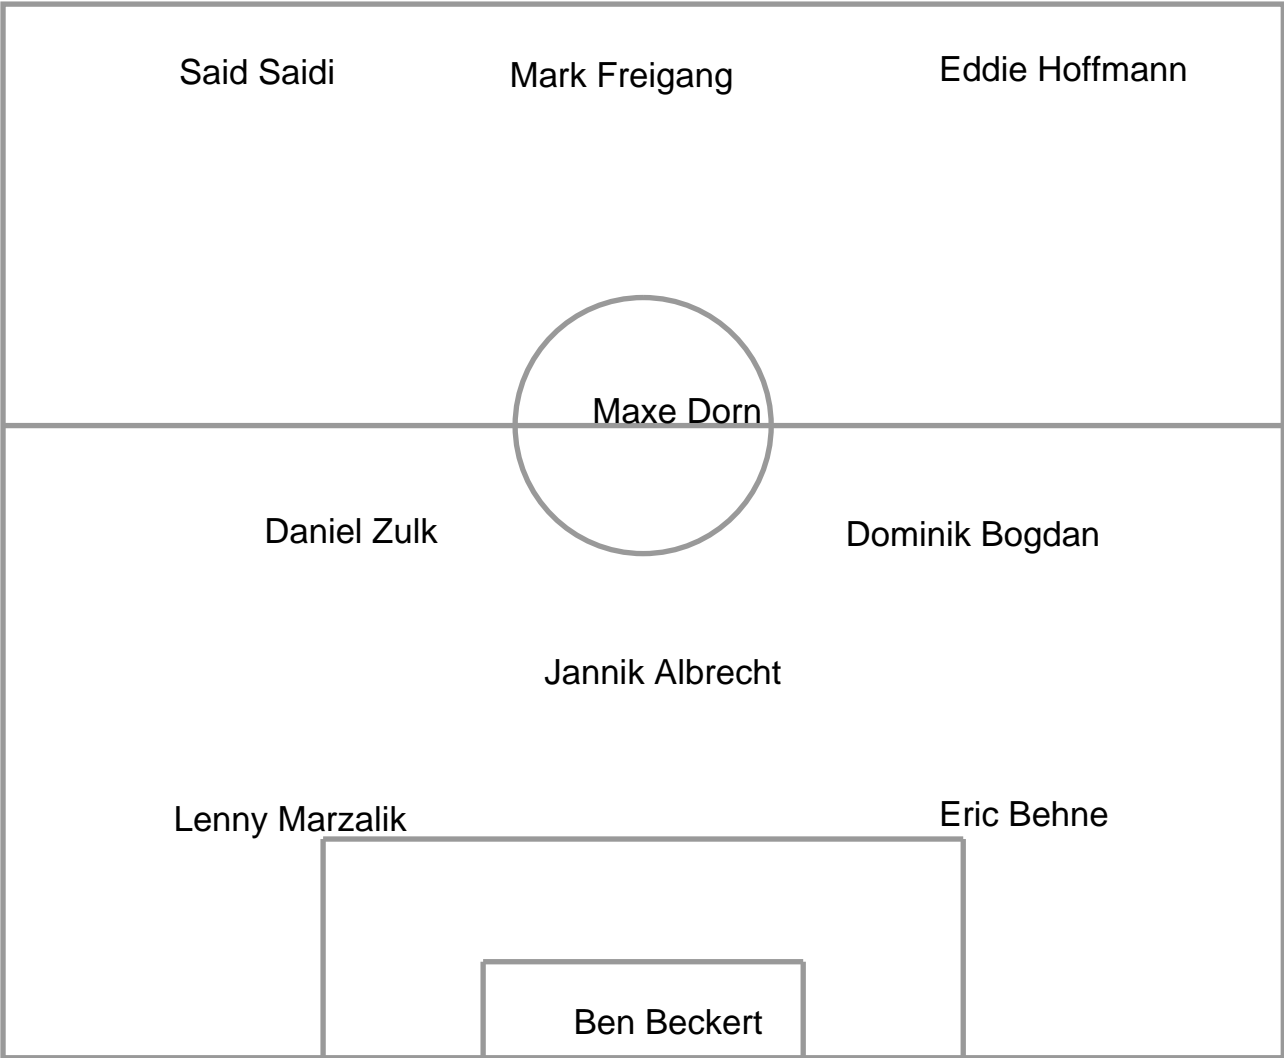 Said Saidi
Mark Freigang
Eddie Hoffmann
Maxe Dorn
Daniel Zulk
Dominik Bogdan
Jannik Albrecht
Lenny Marzalik
Eric Behne
Ben Beckert